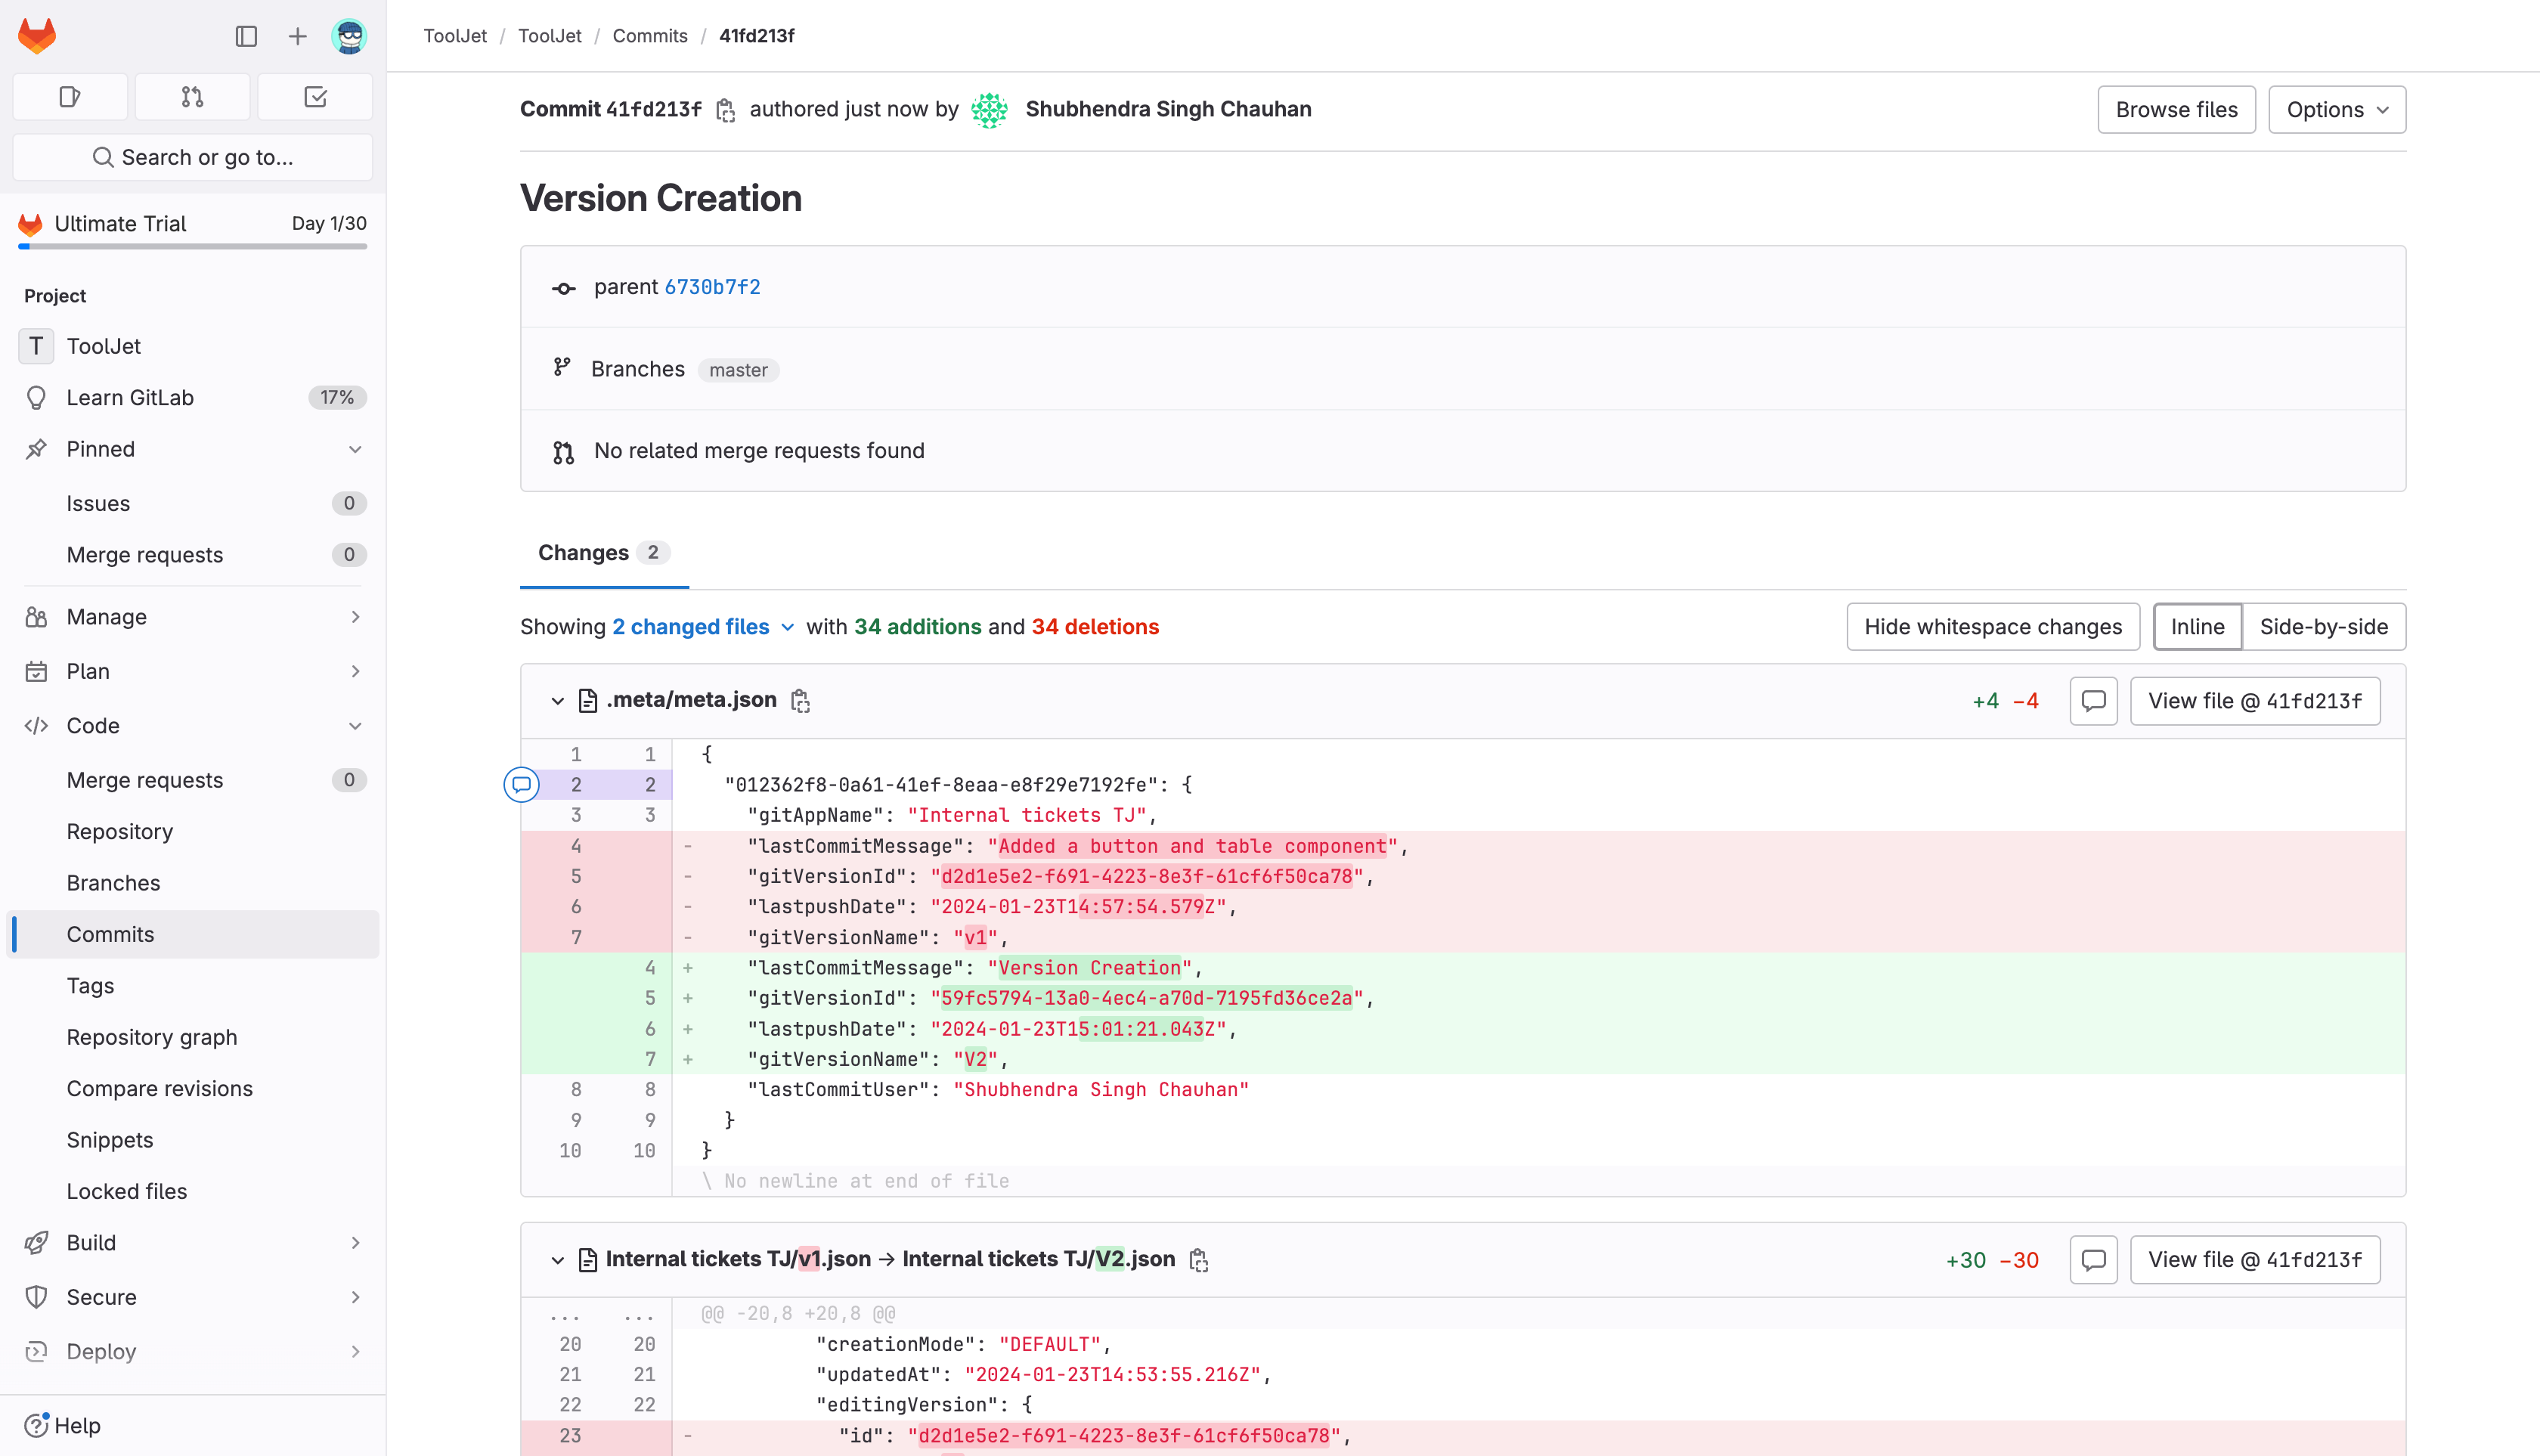 ToolJet / ToolJet / Commits / 41fd213f
Search or go to...
Ultimate Trial Day 1/30
Project
T ToolJet
Learn GitLab 17%
Pinned
Issues 0
Merge requests 0
Manage
Plan
Code
Merge requests 0
Repository
Branches
Commits
Tags
Repository graph
Compare revisions
Snippets
Locked files
Build
Secure
Deploy
Help
Commit 41fd213f authored just now by Shubhendra Singh Chauhan
Browse files
Options
Version Creation
parent 6730b7f2
Branches master
No related merge requests found
Changes 2
Showing 2 changed files with 34 additions and 34 deletions
Hide whitespace changes
Inline
Side-by-side
.meta/meta.json
+4 −4
View file @ 41fd213f
1 1 {
2 2 "012362f8-0a61-41ef-8eaa-e8f29e7192fe": {
3 3 "gitAppName": "Internal tickets TJ",
4 - "lastCommitMessage": "Added a button and table component",
5 - "gitVersionId": "d2d1e5e2-f691-4223-8e3f-61cf6f50ca78",
6 - "lastpushDate": "2024-01-23T14:57:54.579Z",
7 - "gitVersionName": "v1",
4 + "lastCommitMessage": "Version Creation",
5 + "gitVersionId": "59fc5794-13a0-4ec4-a70d-7195fd36ce2a",
6 + "lastpushDate": "2024-01-23T15:01:21.043Z",
7 + "gitVersionName": "V2",
8 8 "lastCommitUser": "Shubhendra Singh Chauhan"
9 9 }
10 10 }
\ No newline at end of file
Internal tickets TJ/v1.json → Internal tickets TJ/V2.json
+30 −30
View file @ 41fd213f
... ... @@ -20,8 +20,8 @@
20 20 "creationMode": "DEFAULT",
21 21 "updatedAt": "2024-01-23T14:53:55.216Z",
22 22 "editingVersion": {
23 - "id": "d2d1e5e2-f691-4223-8e3f-61cf6f50ca78",